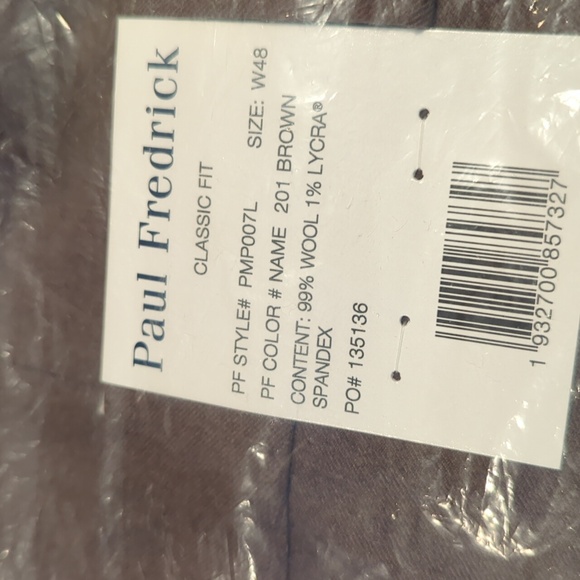 Paul Fredrick
CLASSIC FIT
PF STYLE# PMP007L SIZE: W48
PF COLOR # NAME 201 BROWN
CONTENT: 99% WOOL 1% LYCRA®
SPANDEX
PO# 135136
1 932700 857327